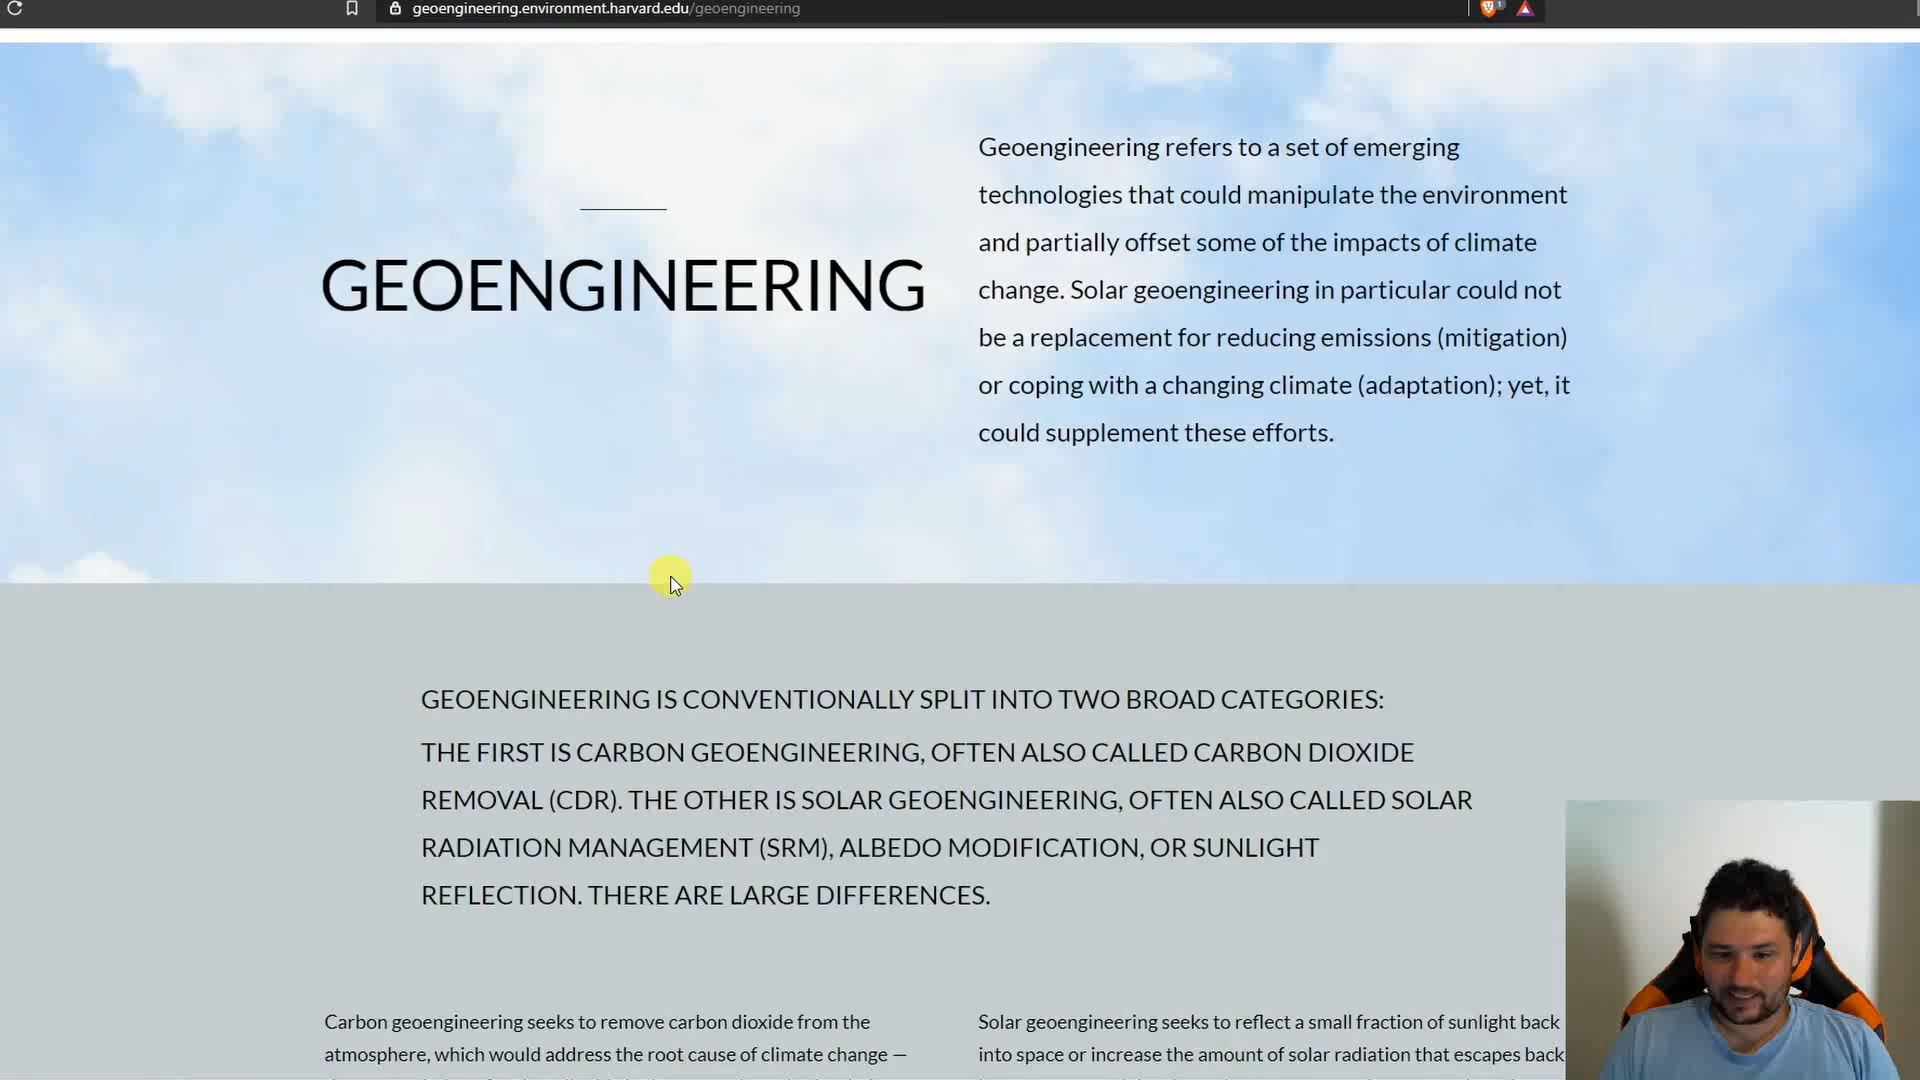 geoengineering.environment.harvard.edu/geoengineering
1
GEOENGINEERING
Geoengineering refers to a set of emerging
technologies that could manipulate the environment
and partially offset some of the impacts of climate
change. Solar geoengineering in particular could not
be a replacement for reducing emissions (mitigation)
or coping with a changing climate (adaptation); yet, it
could supplement these efforts.
GEOENGINEERING IS CONVENTIONALLY SPLIT INTO TWO BROAD CATEGORIES:
THE FIRST IS CARBON GEOENGINEERING, OFTEN ALSO CALLED CARBON DIOXIDE
REMOVAL (CDR). THE OTHER IS SOLAR GEOENGINEERING, OFTEN ALSO CALLED SOLAR
RADIATION MANAGEMENT (SRM), ALBEDO MODIFICATION, OR SUNLIGHT
REFLECTION. THERE ARE LARGE DIFFERENCES.
Carbon geoengineering seeks to remove carbon dioxide from the
atmosphere, which would address the root cause of climate change —
Solar geoengineering seeks to reflect a small fraction of sunlight back
into space or increase the amount of solar radiation that escapes back